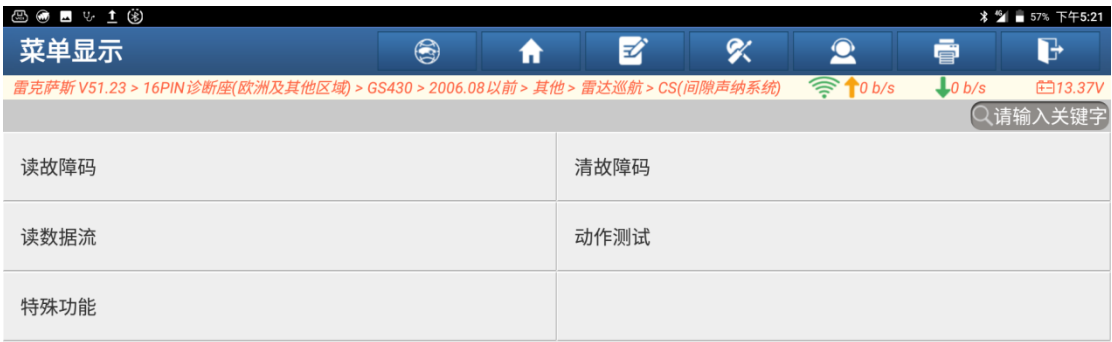 57% 下午5:21
菜单显示
雷克萨斯 V51.23 > 16PIN诊断座(欧洲及其他区域) > GS430 > 2006.08以前 > 其他 > 雷达巡航 > CS(间隙声纳系统) 0 b/s 0 b/s 13.37V
请输入关键字
读故障码 清故障码
读数据流 动作测试
特殊功能